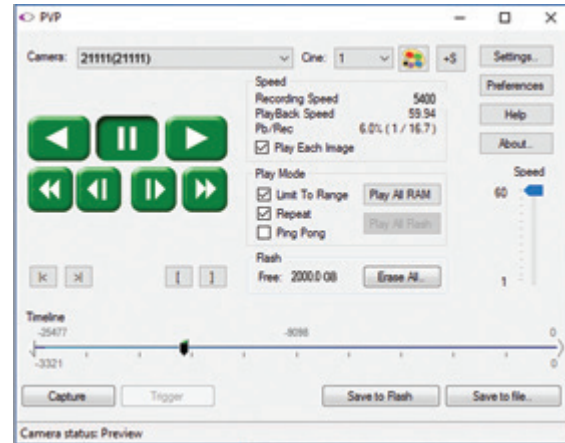 PVP
Camera: 21111(21111) Cine: 1 +S Settings..
Preferences
Help
About..
Speed
Recording Speed 5400
PlayBack Speed 59.94
Pb/Rec 6.0% ( 1 / 16.7)
Play Each Image
Play Mode
Limit To Range Play All RAM
Repeat
Play All Flash
Ping Pong
Flash
Free: 2000.0 GB Erase All..
Speed
60
1
[ ]
Timeline
-25477 -9098 0
-3321 0
Capture Trigger Save to Flash Save to file..
Camera status: Preview